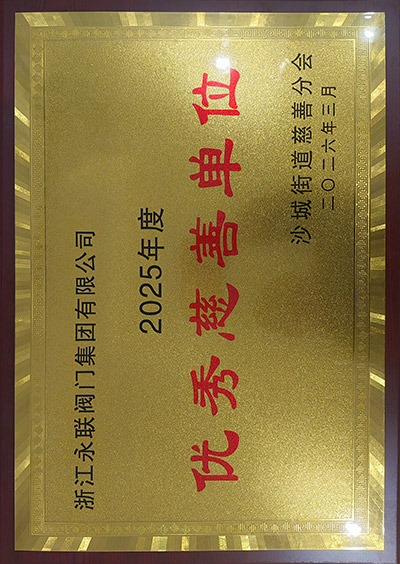 浙江永联阀门集团有限公司
2025年度
优秀慈善单位
沙城街道慈善分会
二〇二六年三月